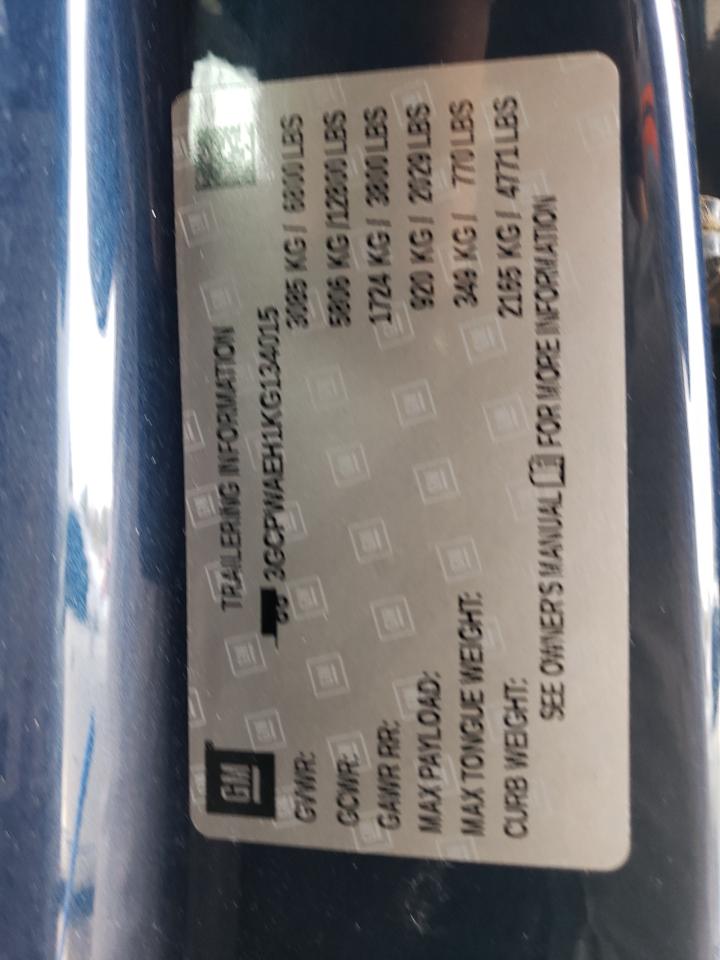 GM
TRAILERING INFORMATION
3GCPWAEH1KG134015
GVWR: 3085 KG / 6800 LBS
GCWR: 5806 KG /12800 LBS
GAWR RR: 1724 KG / 3800 LBS
MAX PAYLOAD: 920 KG / 2029 LBS
MAX TONGUE WEIGHT: 349 KG / 770 LBS
CURB WEIGHT: 2165 KG / 4771 LBS
SEE OWNER'S MANUAL FOR MORE INFORMATION